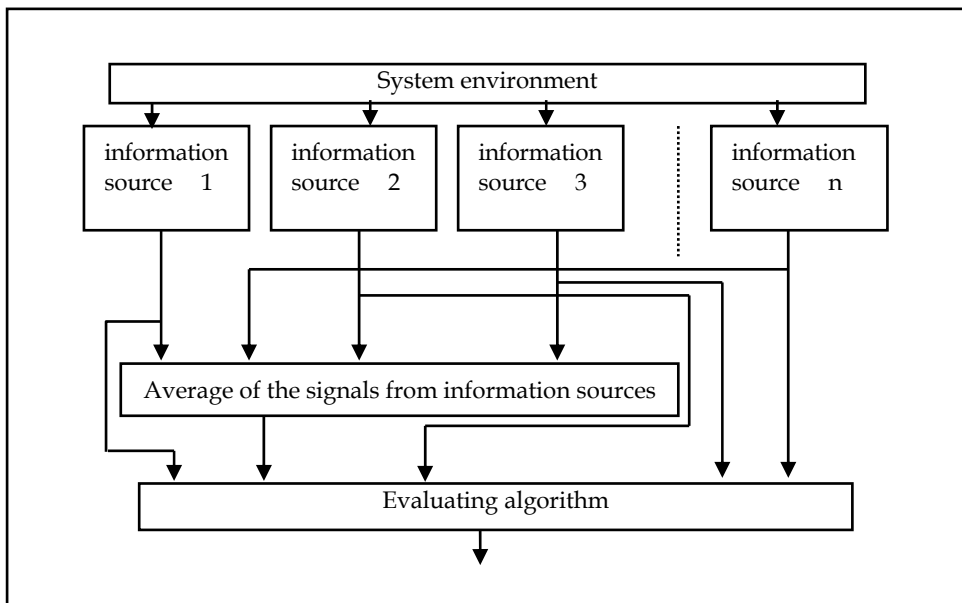 System environment
information
source 1
information
source 2
information
source 3
information
source n
Average of the signals from information sources
Evaluating algorithm